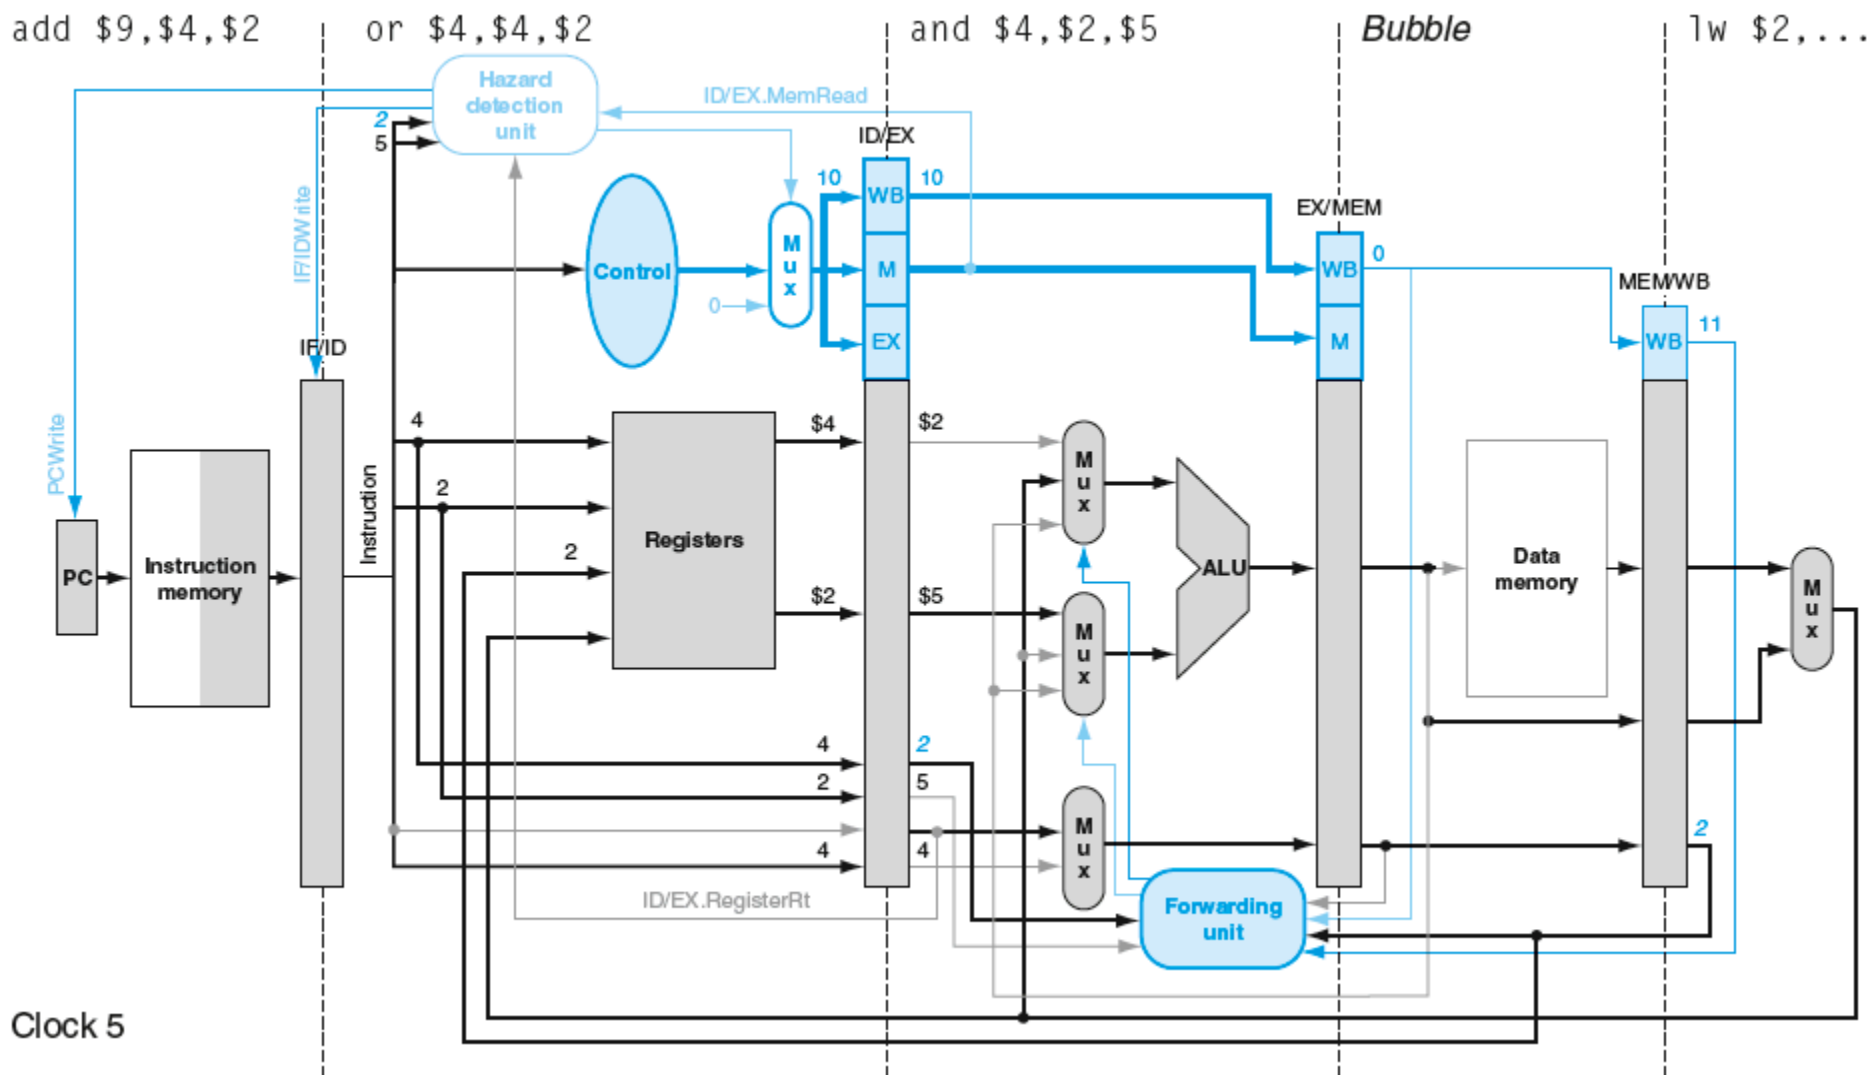 add $9,$4,$2
or $4,$4,$2
and $4,$2,$5
Bubble
lw $2,...
Hazard
detection
unit
ID/EX.MemRead
2
5
ID/EX
10
WB
10
EX/MEM
IF/IDWrite
M
u
x
Control
M
WB
0
MEM/WB
0
11
IF/ID
EX
M
WB
PCWrite
4
$4
$2
M
u
x
Instruction
2
Registers
2
PC
Instruction
memory
ALU
Data
memory
M
u
x
$2
$5
M
u
x
4
2
2
5
M
u
x
2
4
4
ID/EX.RegisterRt
Forwarding
unit
Clock 5